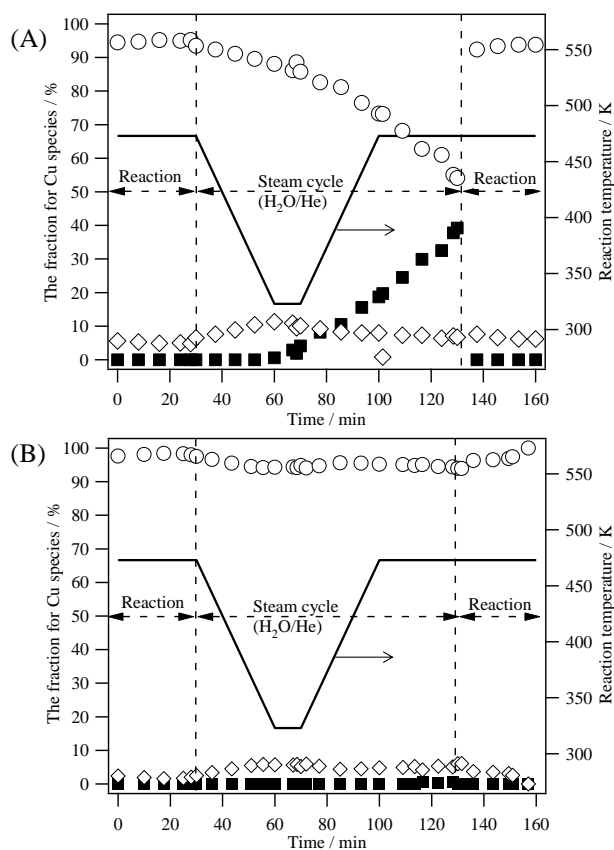 (A)
The fraction for Cu species / %
100
90
80
70
60
50
40
30
20
10
0
Reaction
Steam cycle
(H₂O/He)
Reaction
550
500
450
400
350
300
Reaction temperature / K
0 20 40 60 80 100 120 140 160
Time / min
(B)
The fraction for Cu species / %
100
90
80
70
60
50
40
30
20
10
0
Reaction
Steam cycle
(H₂O/He)
Reaction
550
500
450
400
350
300
Reaction temperature / K
0 20 40 60 80 100 120 140 160
Time / min